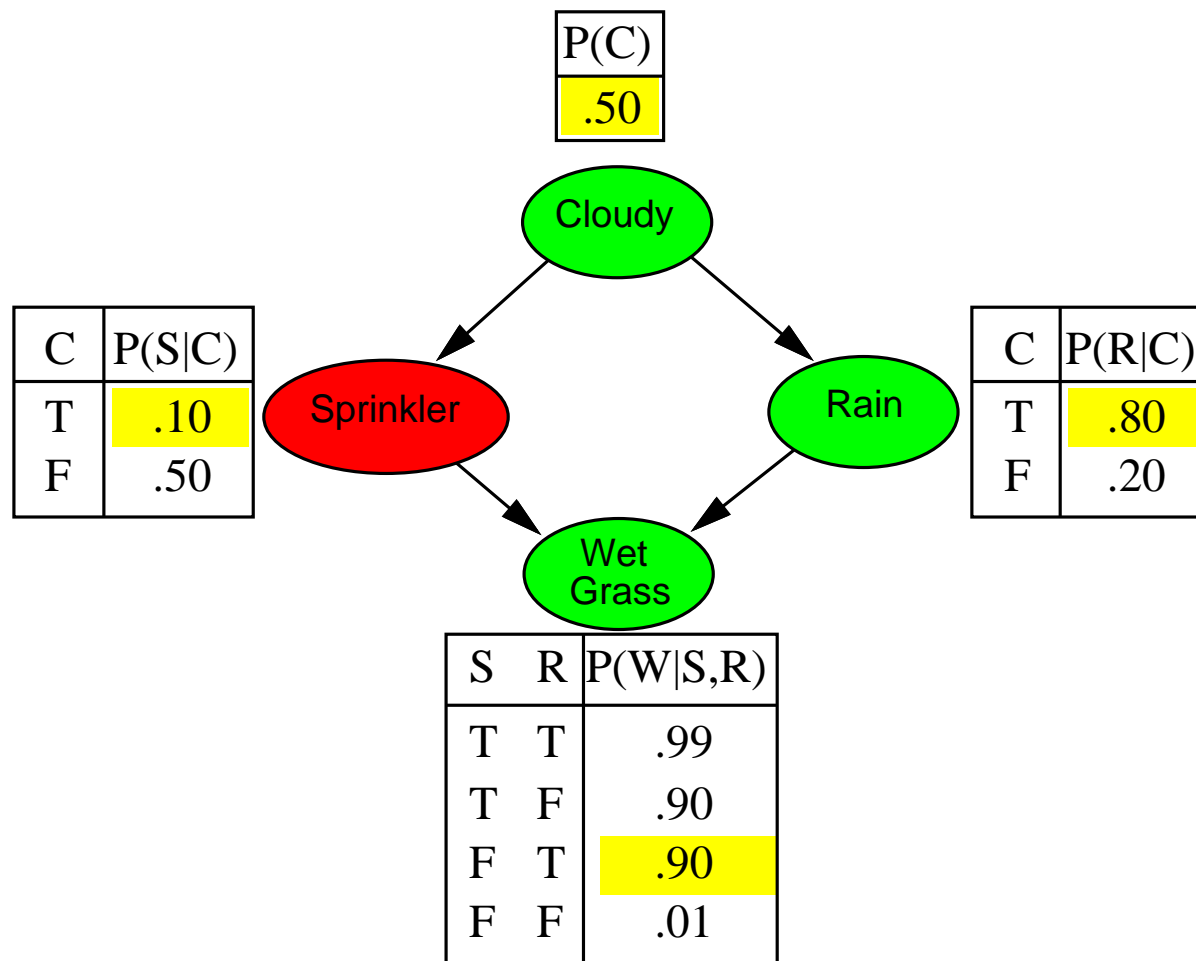 P(C)
.50
Cloudy
C P(S|C)
T .10
F .50
Sprinkler
Rain
C P(R|C)
T .80
F .20
Wet
Grass
S R P(W|S,R)
T T .99
T F .90
F T .90
F F .01